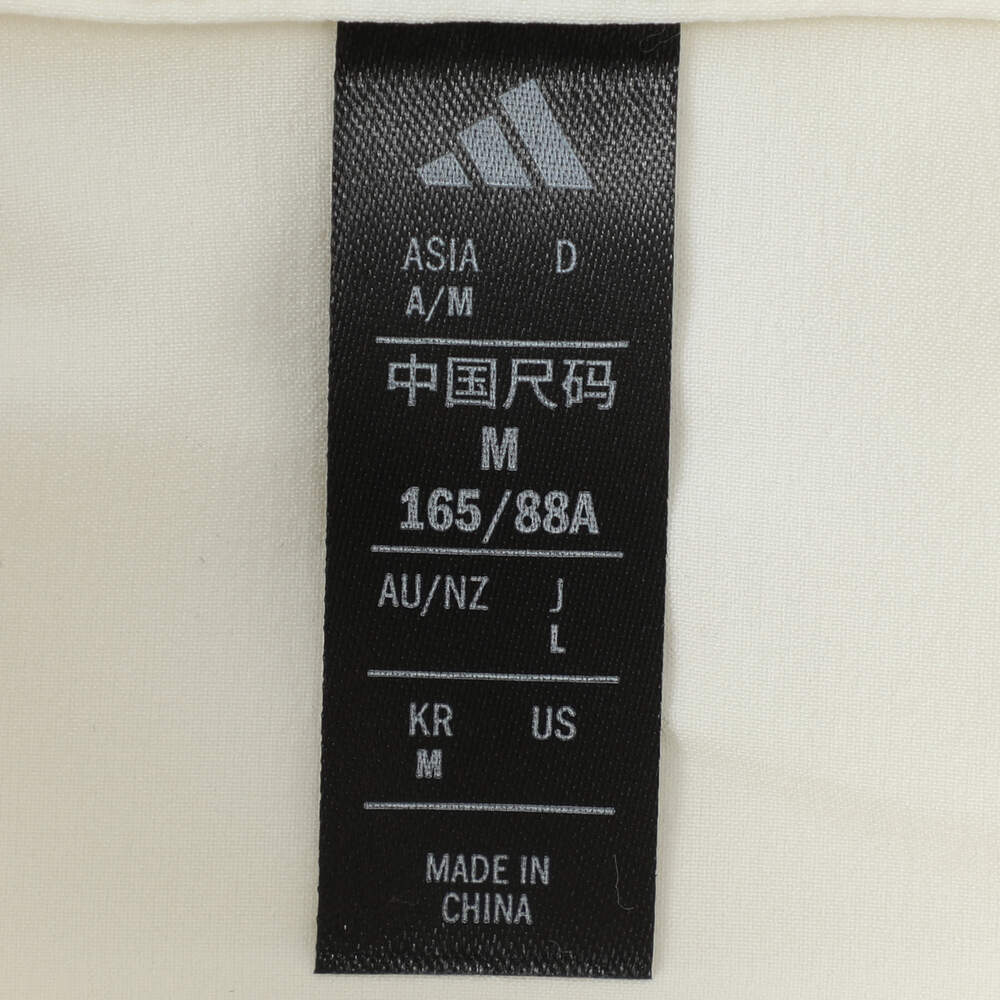 ASIA D
A/M
中国尺码
M
165/88A
AU/NZ J
L
KR US
M
MADE IN
CHINA